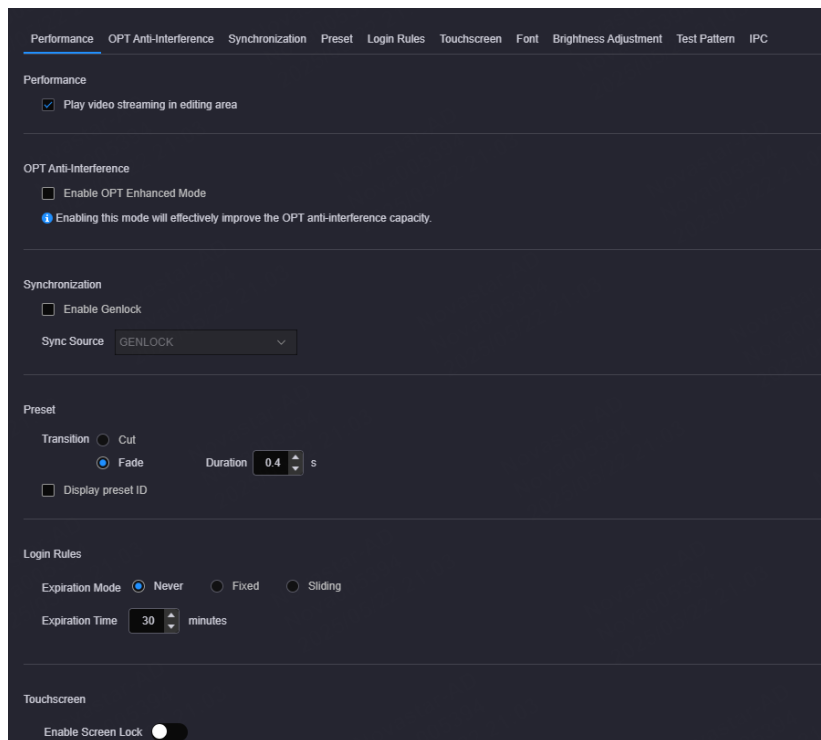 Performance OPT Anti-Interference Synchronization Preset Login Rules Touchscreen Font Brightness Adjustment Test Pattern IPC
Performance
Play video streaming in editing area
OPT Anti-Interference
Enable OPT Enhanced Mode
Enabling this mode will effectively improve the OPT anti-interference capacity.
Synchronization
Enable Genlock
Sync Source GENLOCK
Preset
Transition Cut
Fade Duration 0.4 s
Display preset ID
Login Rules
Expiration Mode Never Fixed Sliding
Expiration Time 30 minutes
Touchscreen
Enable Screen Lock